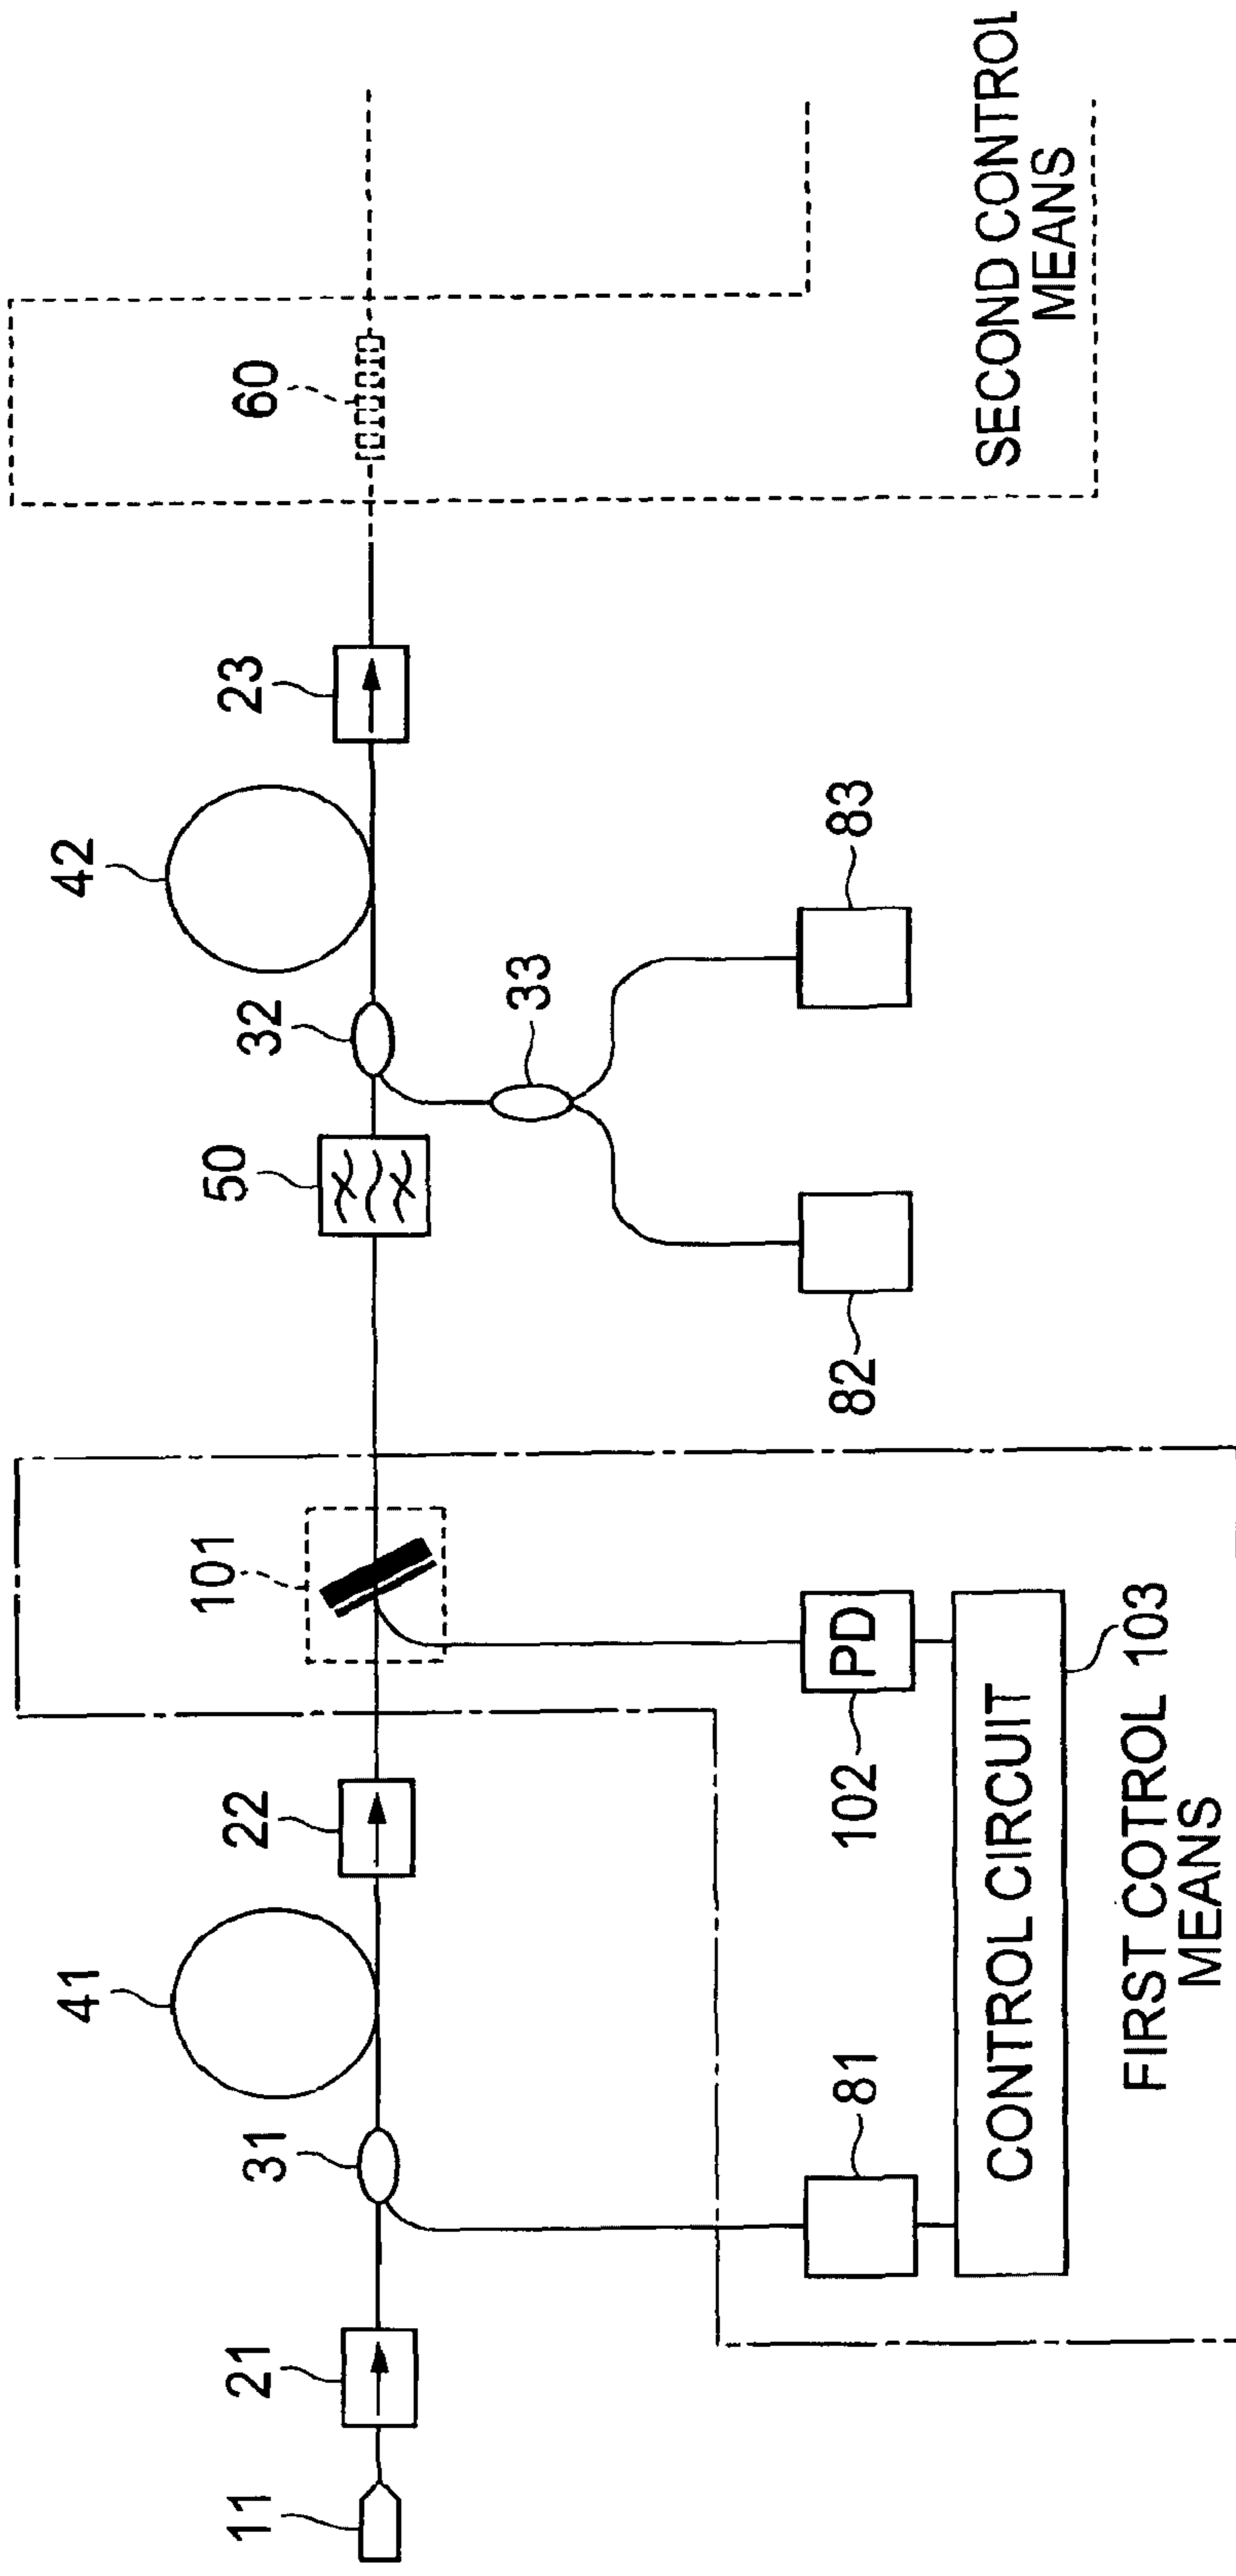 11
21
31
41
22
101
50
32
42
23
60
33
81
102
PD
82
83
CONTROL CIRCUIT
103
FIRST COTROL
MEANS
SECOND CONTROL
MEANS